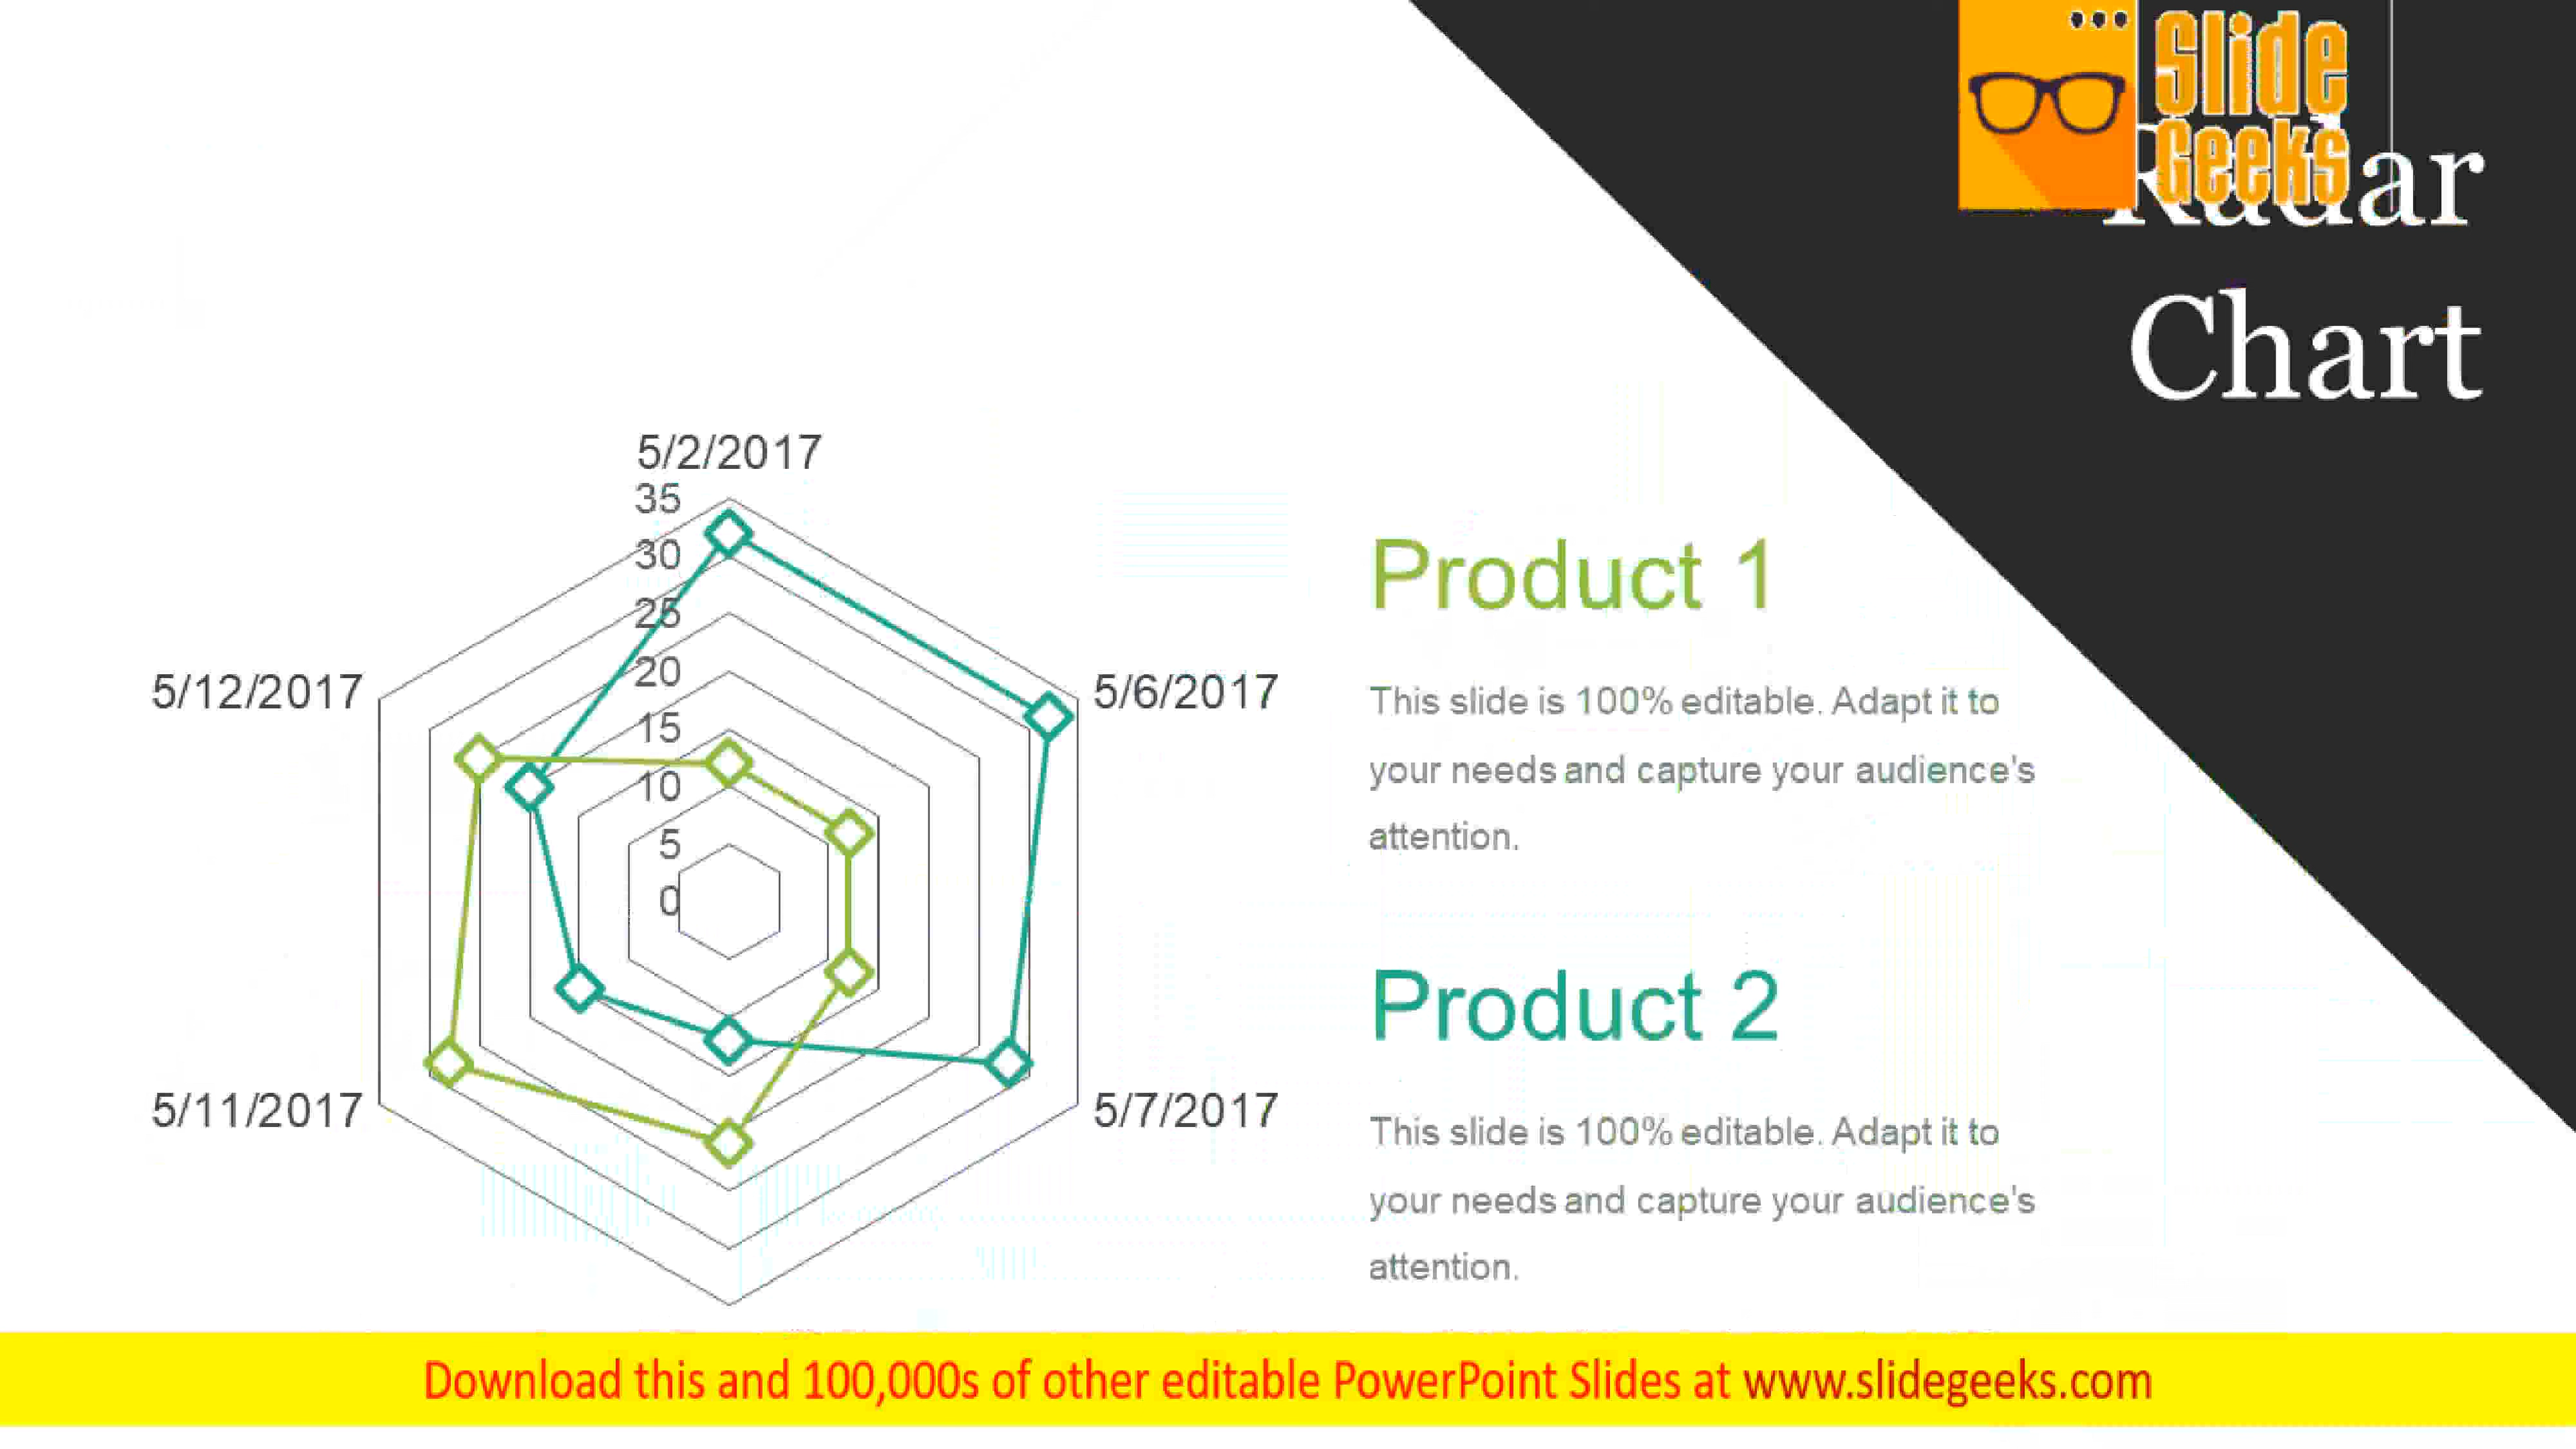 Slide
Geeks
Radar
Chart
5/2/2017
35
30
25
20
15
10
5
0
5/12/2017
5/6/2017
5/11/2017
5/7/2017
Product 1
This slide is 100% editable. Adapt it to
your needs and capture your audience's
attention.
Product 2
This slide is 100% editable. Adapt it to
your needs and capture your audience's
attention.
Download this and 100,000s of other editable PowerPoint Slides at www.slidegeeks.com